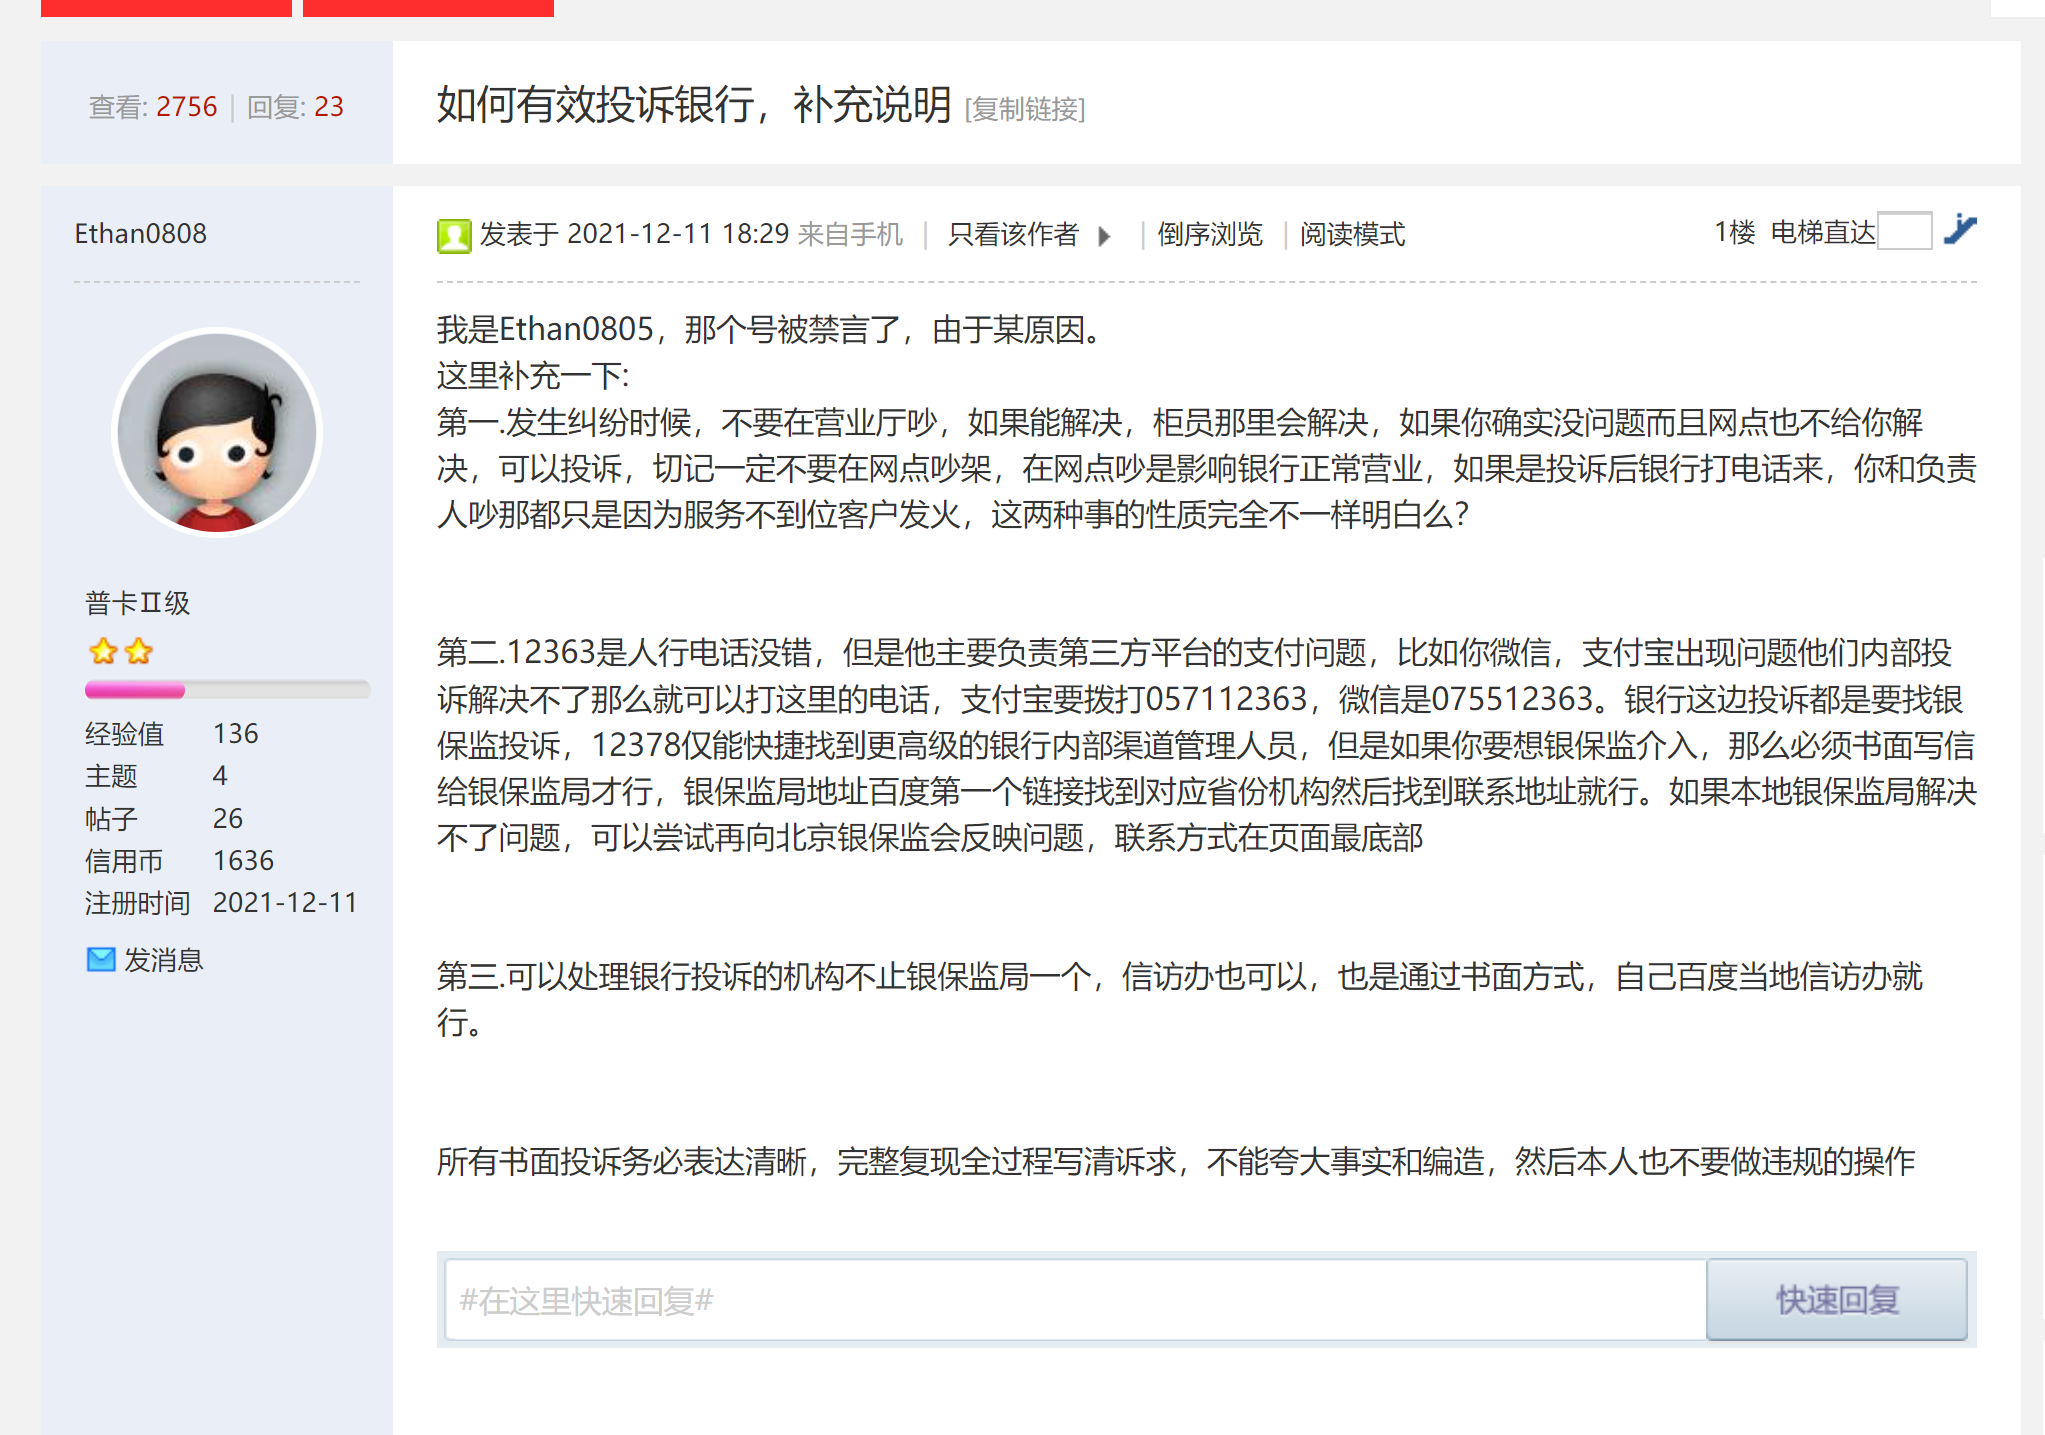 查看: 2756 | 回复: 23
如何有效投诉银行，补充说明 [复制链接]
Ethan0808
发表于 2021-12-11 18:29 来自手机 | 只看该作者 | 倒序浏览 | 阅读模式
1楼 电梯直达
我是Ethan0805，那个号被禁言了，由于某原因。
这里补充一下:
第一.发生纠纷时候，不要在营业厅吵，如果能解决，柜员那里会解决，如果你确实没问题而且网点也不给你解
决，可以投诉，切记一定不要在网点吵架，在网点吵是影响银行正常营业，如果是投诉后银行打电话来，你和负责
人吵那都只是因为服务不到位客户发火，这两种事的性质完全不一样明白么？
第二.12363是人行电话没错，但是他主要负责第三方平台的支付问题，比如你微信，支付宝出现问题他们内部投
诉解决不了那么就可以打这里的电话，支付宝要拨打057112363，微信是075512363。银行这边投诉都是要找银
保监投诉，12378仅能快捷找到更高级的银行内部渠道管理人员，但是如果你要想银保监介入，那么必须书面写信
给银保监局才行，银保监局地址百度第一个链接找到对应省份机构然后找到联系地址就行。如果本地银保监局解决
不了问题，可以尝试再向北京银保监会反映问题，联系方式在页面最底部
第三.可以处理银行投诉的机构不止银保监局一个，信访办也可以，也是通过书面方式，自己百度当地信访办就
行。
所有书面投诉务必表达清晰，完整复现全过程写清诉求，不能夸大事实和编造，然后本人也不要做违规的操作
普卡Ⅱ级
经验值 136
主题 4
帖子 26
信用币 1636
注册时间 2021-12-11
发消息
#在这里快速回复#
快速回复